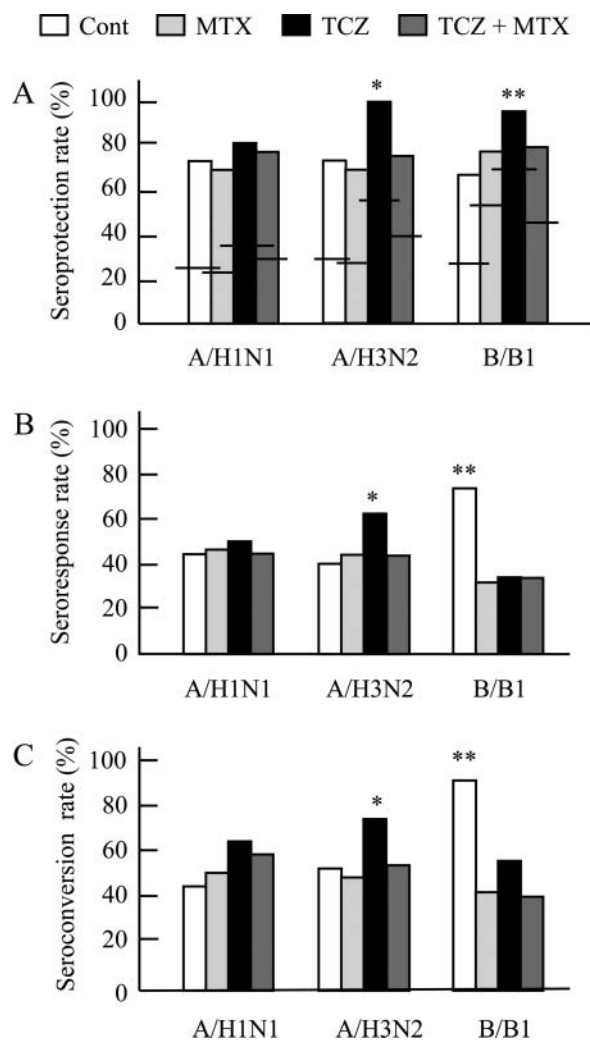 Cont MTX TCZ TCZ + MTX
A
Seroprotection rate (%)
100
80
60
40
20
0
* **
A/H1N1 A/H3N2 B/B1
B
Seroresponse rate (%)
100
80
60
40
20
0
* **
A/H1N1 A/H3N2 B/B1
C
Seroconversion rate (%)
100
80
60
40
20
0
* **
A/H1N1 A/H3N2 B/B1